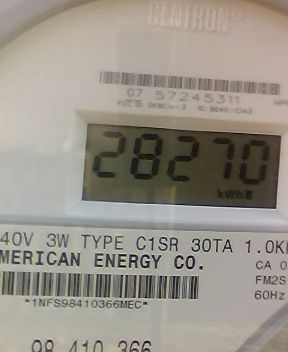 CENTRON
07 57245311
28270
kWh
40V 3W TYPE C1SR 30TA 1.0K
MERICAN ENERGY CO.
CA 0
FM2S
60Hz
*1NFS98410366MEC*
98 410 366